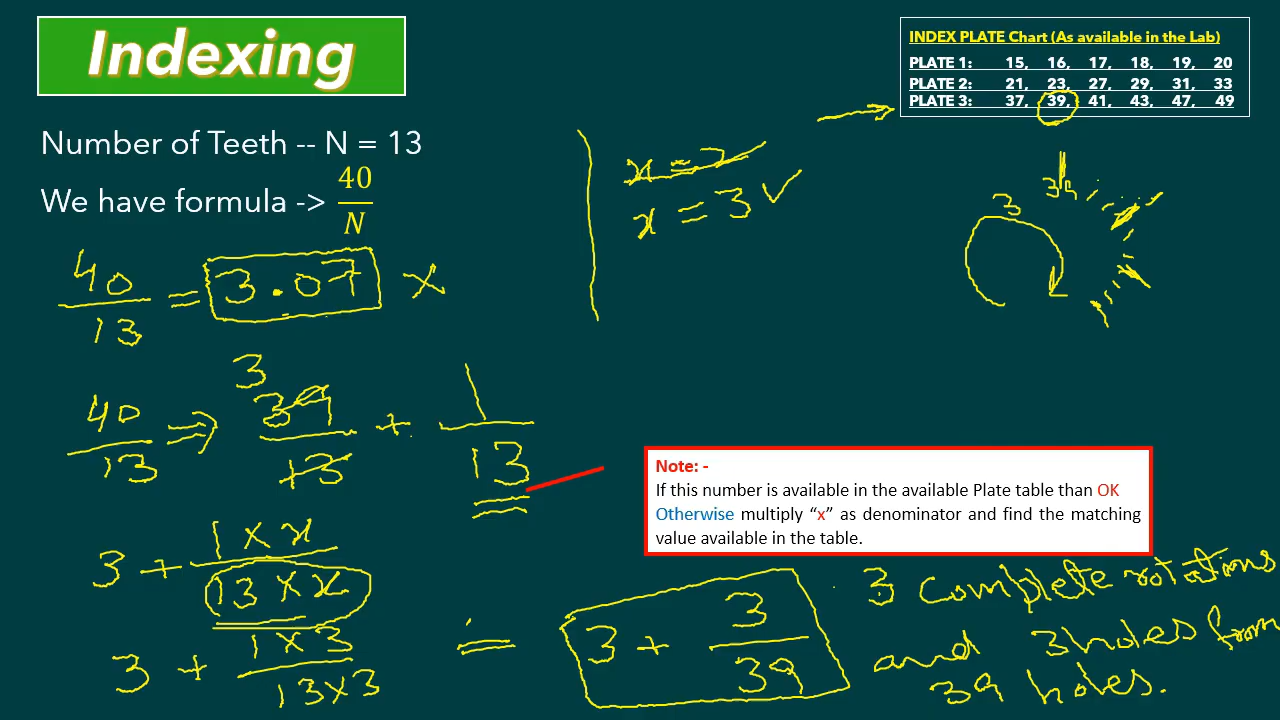 Indexing
INDEX PLATE Chart (As available in the Lab)
PLATE 1: 15, 16, 17, 18, 19, 20
PLATE 2: 21, 23, 27, 29, 31, 33
PLATE 3: 37, 39, 41, 43, 47, 49
Number of Teeth -- N = 13
We have formula -> 40/N
x = 2
x = 3 ✓
3
3h
40/13 = 3.07 ×
3
40/13 ⇒ 39/13 + 1/13
Note: -
If this number is available in the available Plate table than OK
Otherwise multiply “x” as denominator and find the matching
value available in the table.
3 + 1 × x / 13 × x
3 + 1 × 3 / 13 × 3 = 3 + 3/39
3 Complete rotations
and 3 holes from
39 holes.